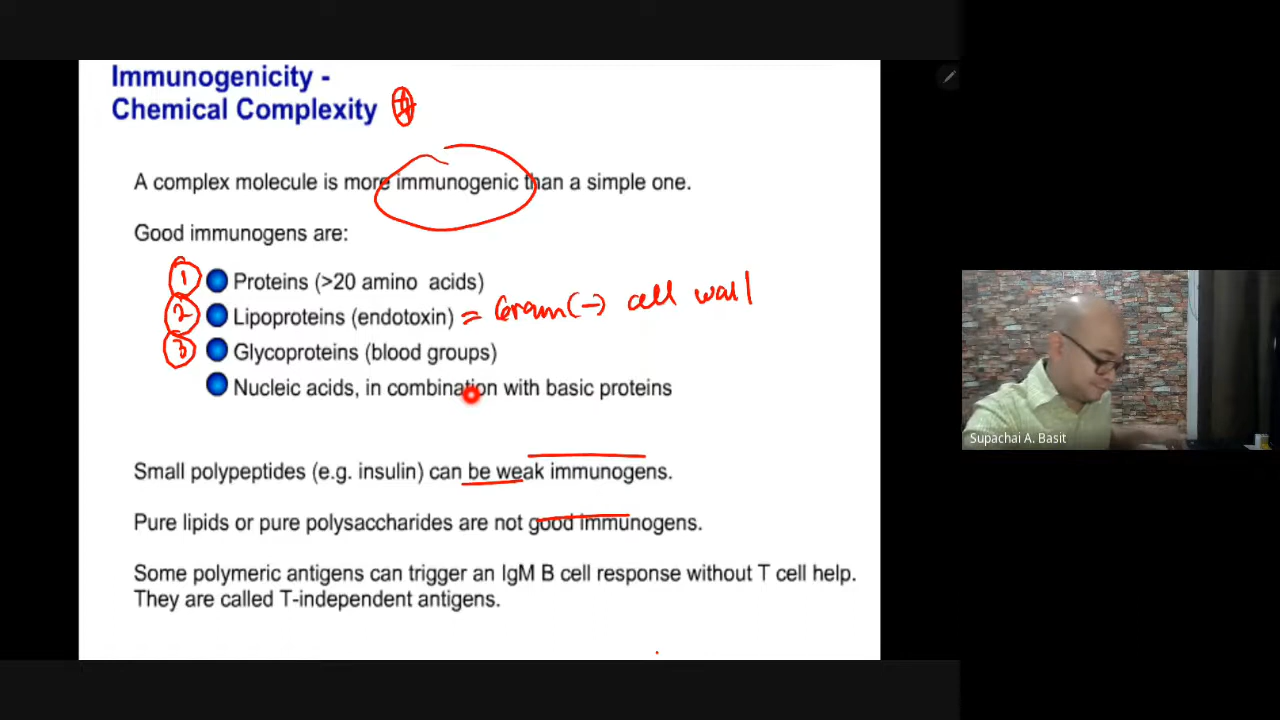 Immunogenicity -
Chemical Complexity
A complex molecule is more immunogenic than a simple one.
Good immunogens are:
1 Proteins (>20 amino acids)
2 Lipoproteins (endotoxin) = Gram (-) cell wall
3 Glycoproteins (blood groups)
Nucleic acids, in combination with basic proteins
Small polypeptides (e.g. insulin) can be weak immunogens.
Pure lipids or pure polysaccharides are not good immunogens.
Some polymeric antigens can trigger an IgM B cell response without T cell help.
They are called T-independent antigens.
Supachai A. Basit